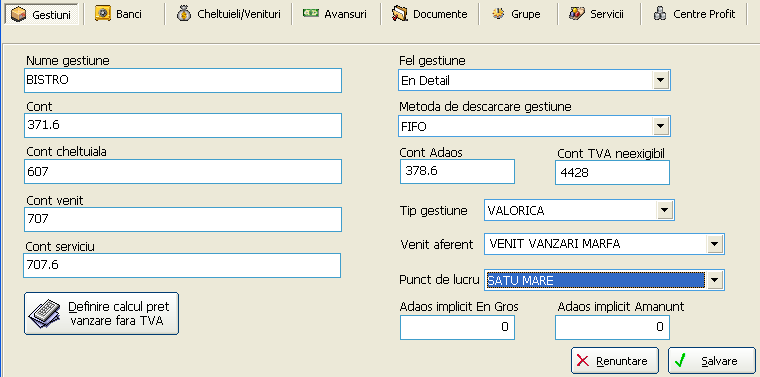 Gestiuni Banci Cheltuieli/Venituri Avansuri Documente Grupe Servicii Centre Profit
Nume gestiune
BISTRO
Cont
371.6
Cont cheltuiala
607
Cont venit
707
Cont serviciu
707.6
Definire calcul pret
vanzare fara TVA
Fel gestiune
En Detail
Metoda de descarcare gestiune
FIFO
Cont Adaos Cont TVA neexigibil
378.6 4428
Tip gestiune VALORICA
Venit aferent VENIT VANZARI MARFA
Punct de lucru SATU MARE
Adaos implicit En Gros Adaos implicit Amanunt
0 0
Renuntare Salvare